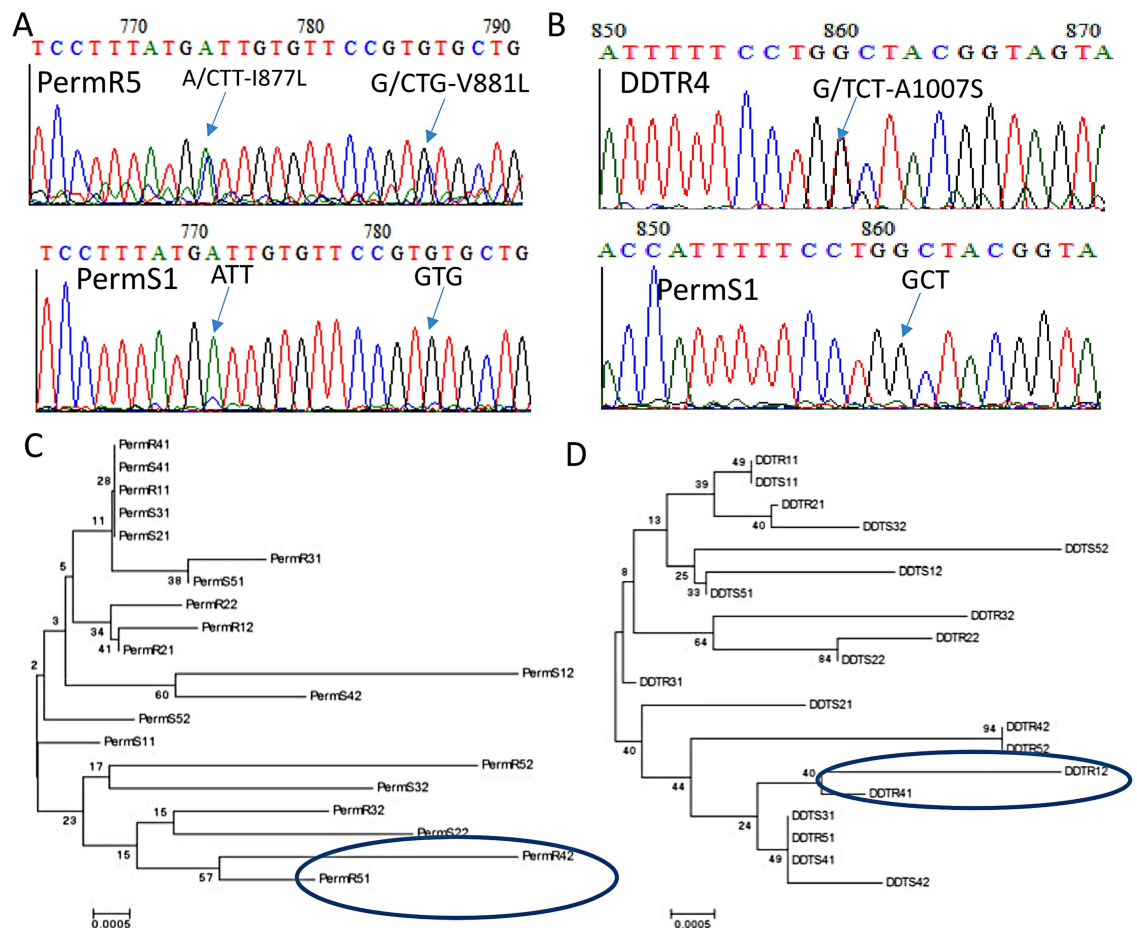 A
770 780 790
T C C T T T A T G A T T G T G T T C C G T G T G C T G
PermR5
A/CTT-I877L
G/CTG-V881L
770 780
T C C T T T A T G A T T G T G T T C C G T G T G C T G
PermS1
ATT
GTG
B
850 860 870
A T T T T T C C T G G C T A C G G T A G T A
DDTR4
G/TCT-A1007S
850 860
A C C A T T T T T C C T G G C T A C G G T A
PermS1
GCT
C
PermR41
PermS41
28
PermR11
PermS31
11
PermS21
PermR31
5
38
PermS51
PermR22
3
34
PermR12
41
PermR21
2
PermS12
60
PermS42
PermS52
PermS11
17
PermR52
PermS32
23
15
PermR32
PermS22
15
PermR42
57
PermR51
0.0005
D
49
DDTR11
DDTS11
39
DDTR21
13
40
DDTS32
DDTS52
8
25
DDTS12
33
DDTS51
DDTR32
64
DDTR22
84
DDTS22
DDTR31
DDTS21
40
94
DDTR42
DDTR52
44
40
DDTR12
DDTR41
24
DDTS31
DDTR51
49
DDTS41
DDTS42
0.0005